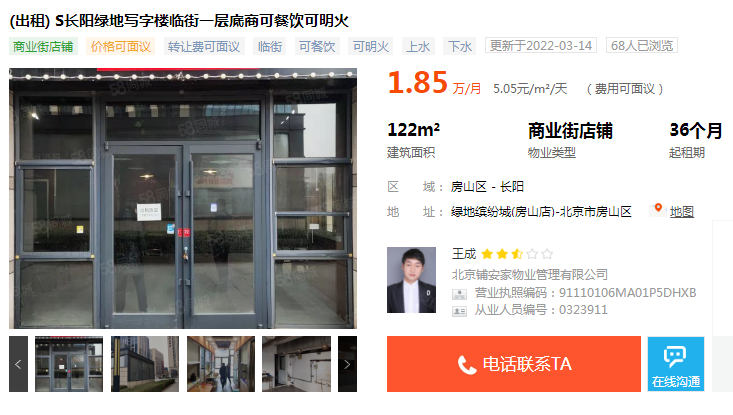 (出租) S长阳绿地写字楼临街一层底商可餐饮可明火
商业街店铺 价格可面议 转让费可面议 临街 可餐饮 可明火 上水 下水 更新于2022-03-14 68人已浏览
1.85 万/月 5.05元/m²/天 (费用可面议)
122m² 商业街店铺 36个月
建筑面积 物业类型 起租期
区 域： 房山区 - 长阳
地 址： 绿地缤纷城(房山店)-北京市房山区 地图
王成
北京铺安家物业管理有限公司
营业执照编码：91110106MA01P5DHXB
从业人员编号：0323911
电话联系TA
在线沟通